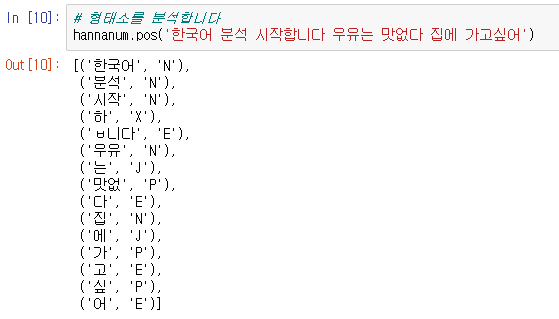 In [10]: # 형태소를 분석합니다
hannanum.pos('한국어 분석 시작합니다 우유는 맛없다 집에 가고싶어')
Out[10]: [('한국어', 'N'),
('분석', 'N'),
('시작', 'N'),
('하', 'X'),
('ㅂ니다', 'E'),
('우유', 'N'),
('는', 'J'),
('맛없', 'P'),
('다', 'E'),
('집', 'N'),
('에', 'J'),
('가', 'P'),
('고', 'E'),
('싶', 'P'),
('어', 'E')]